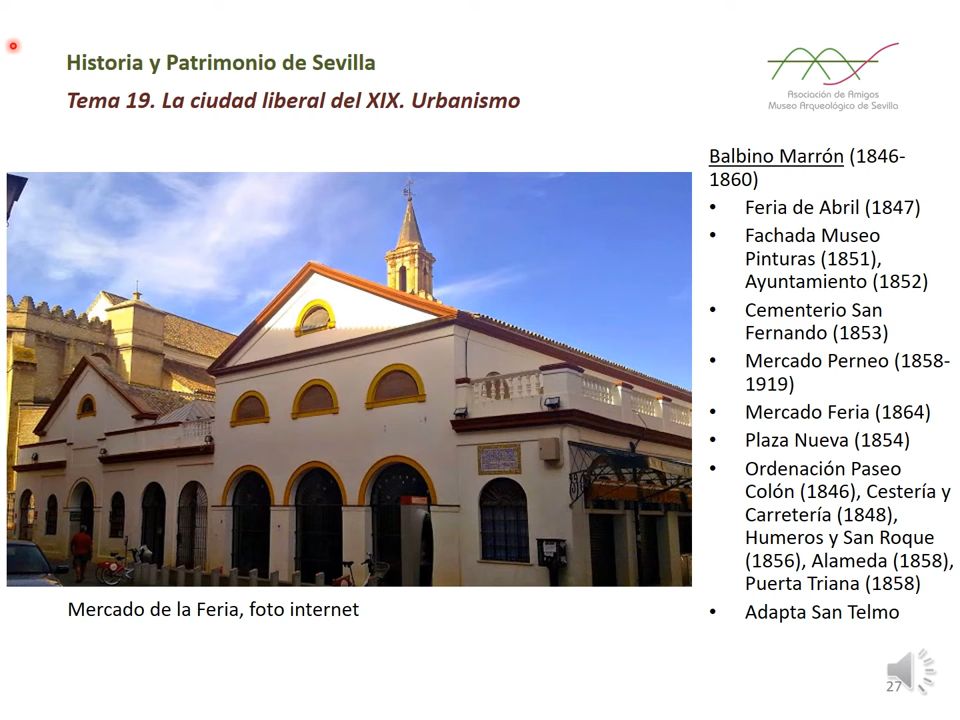 Historia y Patrimonio de Sevilla
Tema 19. La ciudad liberal del XIX. Urbanismo
Asociación de Amigos
Museo Arqueológico de Sevilla
Balbino Marrón (1846-
1860)
• Feria de Abril (1847)
• Fachada Museo
Pinturas (1851),
Ayuntamiento (1852)
• Cementerio San
Fernando (1853)
• Mercado Perneo (1858-
1919)
• Mercado Feria (1864)
• Plaza Nueva (1854)
• Ordenación Paseo
Colón (1846), Cestería y
Carretería (1848),
Humeros y San Roque
(1856), Alameda (1858),
Puerta Triana (1858)
• Adapta San Telmo
Mercado de la Feria, foto internet
27